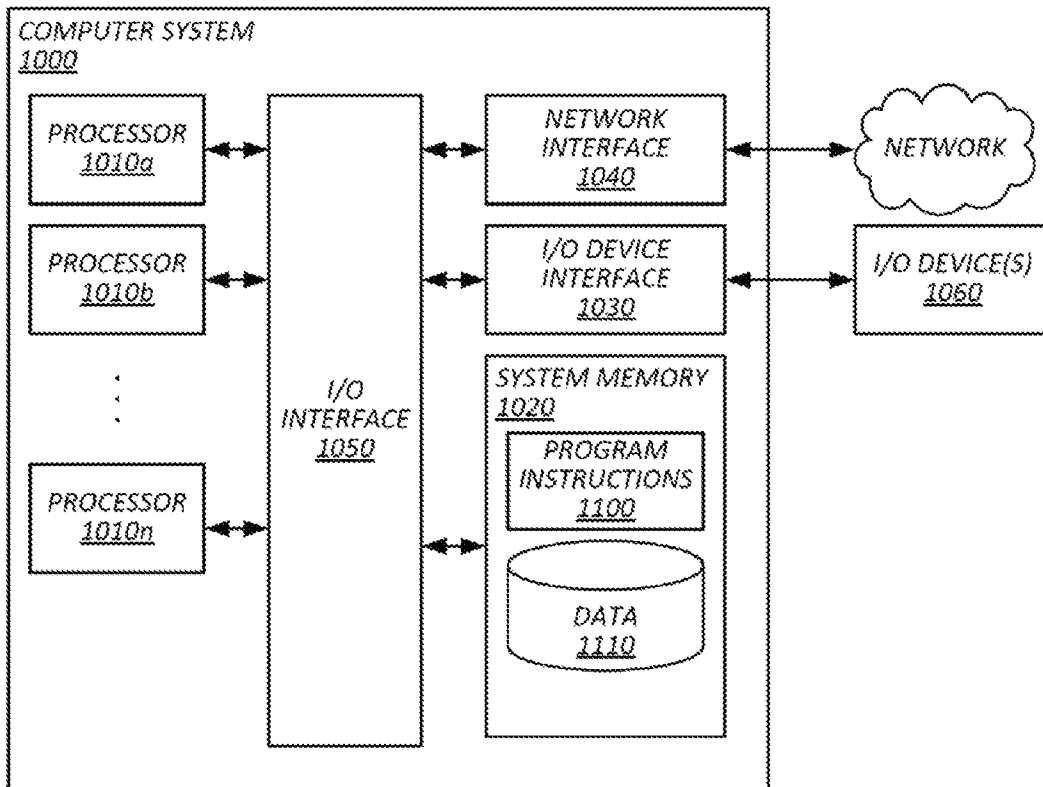 COMPUTER SYSTEM
1000
PROCESSOR
1010a
PROCESSOR
1010b
PROCESSOR
1010n
I/O
INTERFACE
1050
NETWORK
INTERFACE
1040
I/O DEVICE
INTERFACE
1030
SYSTEM MEMORY
1020
PROGRAM
INSTRUCTIONS
1100
DATA
1110
NETWORK
I/O DEVICE(S)
1060